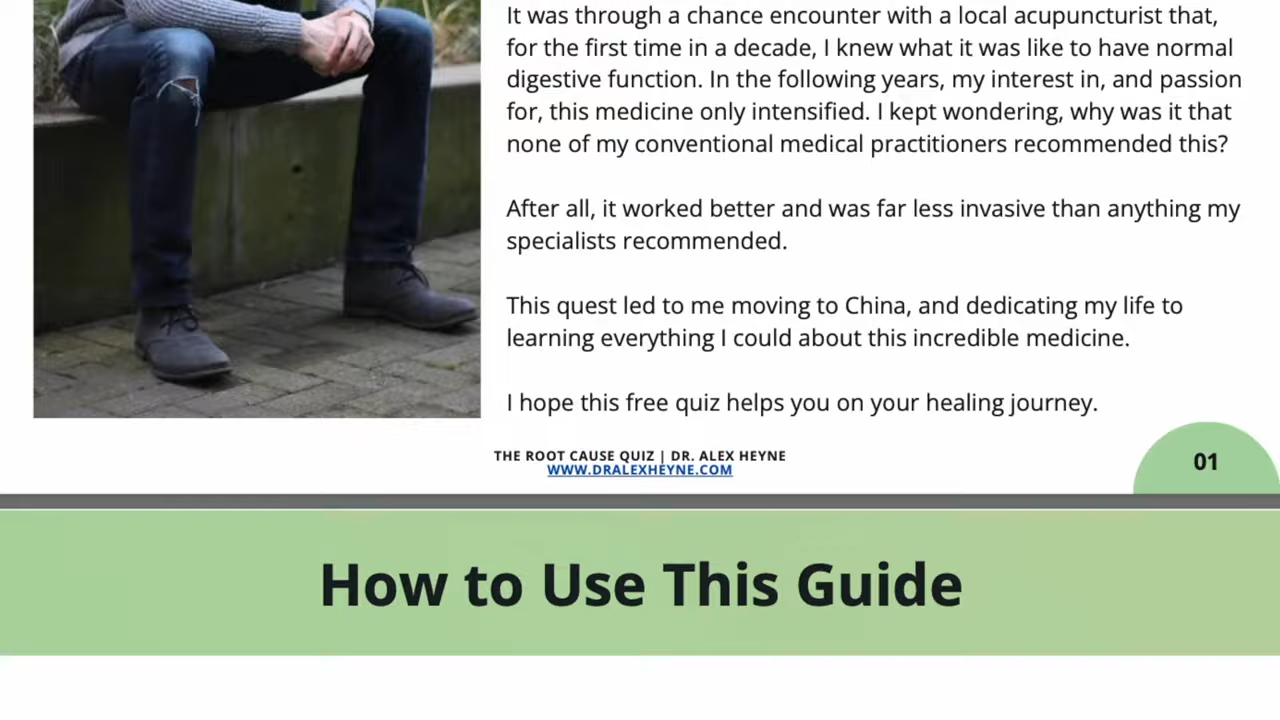 It was through a chance encounter with a local acupuncturist that,
for the first time in a decade, I knew what it was like to have normal
digestive function. In the following years, my interest in, and passion
for, this medicine only intensified. I kept wondering, why was it that
none of my conventional medical practitioners recommended this?
After all, it worked better and was far less invasive than anything my
specialists recommended.
This quest led to me moving to China, and dedicating my life to
learning everything I could about this incredible medicine.
I hope this free quiz helps you on your healing journey.
THE ROOT CAUSE QUIZ | DR. ALEX HEYNE
WWW.DRALEXHEYNE.COM
01
How to Use This Guide